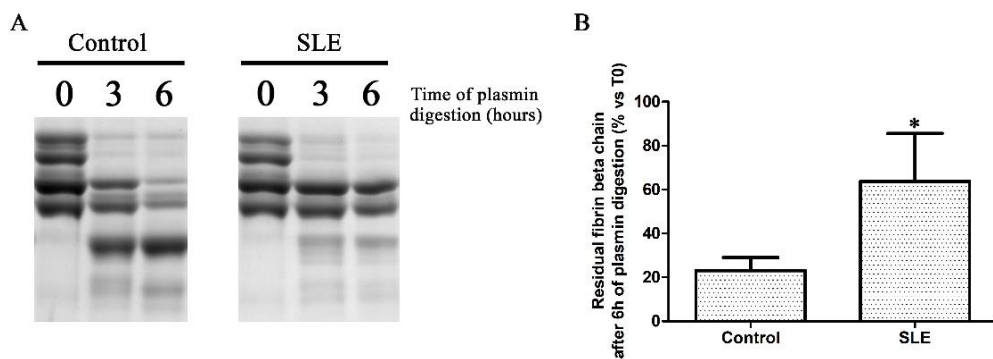 A
Control
SLE
0 3 6
0 3 6
Time of plasmin
digestion (hours)
B
Residual fibrin beta chain
after 6h of plasmin digestion (% vs T0)
100
80
60
40
20
0
*
Control
SLE